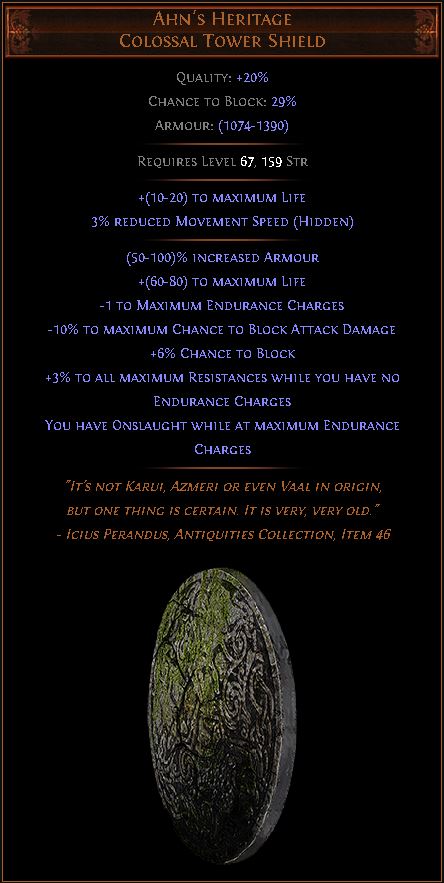 Ahn's Heritage
Colossal Tower Shield
Quality: +20%
Chance to Block: 29%
Armour: (1074-1390)
Requires Level 67, 159 Str
+(10-20) to maximum Life
3% reduced Movement Speed (Hidden)
(50-100)% increased Armour
+(60-80) to maximum Life
-1 to Maximum Endurance Charges
-10% to maximum Chance to Block Attack Damage
+6% Chance to Block
+3% to all maximum Resistances while you have no
Endurance Charges
You have Onslaught while at maximum Endurance
Charges
"It's not Karui, Azmeri or even Vaal in origin,
but one thing is certain. It is very, very old."
- Icius Perandus, Antiquities Collection, Item 46